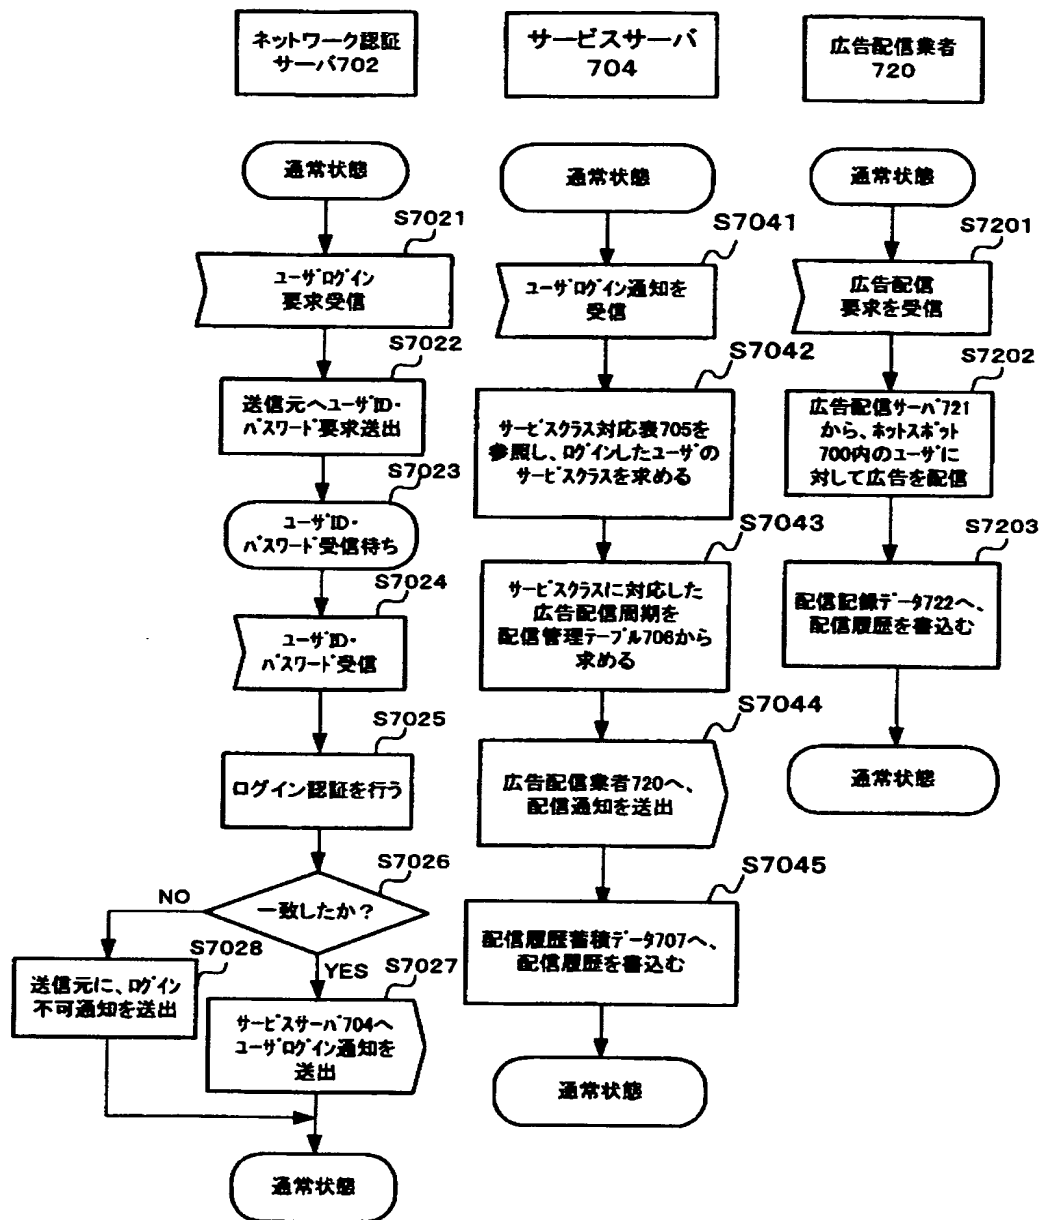 ネットワーク認証
サーバ702
通常状態
S7021
ユーザログイン
要求受信
S7022
送信元へユーザID・
パスワード要求送出
S7023
ユーザID・
パスワード受信待ち
S7024
ユーザID・
パスワード受信
S7025
ログイン認証を行う
S7026
一致したか？
NO
YES
S7028
送信元に、ログイン
不可通知を送出
S7027
サービスサーバ704へ
ユーザログイン通知を
送出
通常状態
サービスサーバ
704
通常状態
S7041
ユーザログイン通知を
受信
S7042
サービスクラス対応表705を
参照し、ログインしたユーザの
サービスクラスを求める
S7043
サービスクラスに対応した
広告配信周期を
配信管理テーブル706から
求める
S7044
広告配信業者720へ、
配信通知を送出
S7045
配信履歴蓄積データ707へ、
配信履歴を書込む
通常状態
広告配信業者
720
通常状態
S7201
広告配信
要求を受信
S7202
広告配信サーバ721
から、ホットスポット
700内のユーザに
対して広告を配信
S7203
配信記録データ722へ、
配信履歴を書込む
通常状態